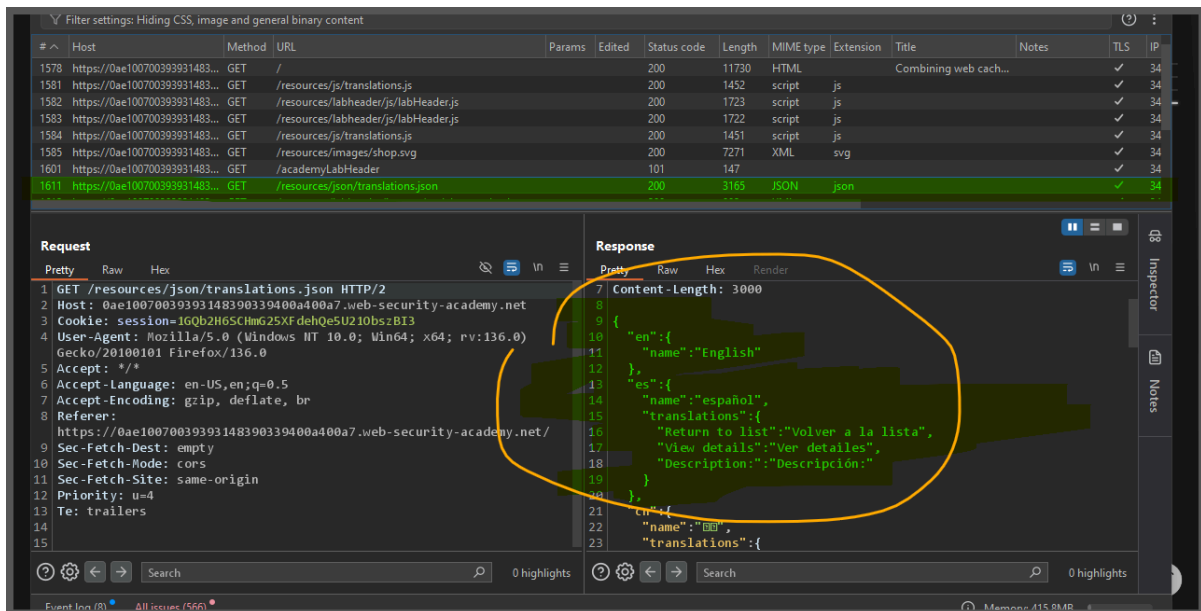 Filter settings: Hiding CSS, image and general binary content
# Host Method URL Params Edited Status code Length MIME type Extension Title Notes TLS IP
1578 https://0ae100700393931483... GET / 200 11730 HTML Combining web cach... ✓ 34
1581 https://0ae100700393931483... GET /resources/js/translations.js 200 1452 script js ✓ 34
1582 https://0ae100700393931483... GET /resources/labheader/js/labHeader.js 200 1723 script js ✓ 34
1583 https://0ae100700393931483... GET /resources/labheader/js/labHeader.js 200 1722 script js ✓ 34
1584 https://0ae100700393931483... GET /resources/js/translations.js 200 1451 script js ✓ 34
1585 https://0ae100700393931483... GET /resources/images/shop.svg 200 7271 XML svg ✓ 34
1601 https://0ae100700393931483... GET /academyLabHeader 101 147 ✓ 34
1611 https://0ae100700393931483... GET /resources/json/translations.json 200 3165 JSON json ✓ 34
Request
Pretty Raw Hex \n
1 GET /resources/json/translations.json HTTP/2
2 Host: 0ae10070039393148390339400a400a7.web-security-academy.net
3 Cookie: session=1GQb2H6SCHmG25XFdehQe5U21ObszBI3
4 User-Agent: Mozilla/5.0 (Windows NT 10.0; Win64; x64; rv:136.0)
Gecko/20100101 Firefox/136.0
5 Accept: */*
6 Accept-Language: en-US,en;q=0.5
7 Accept-Encoding: gzip, deflate, br
8 Referer:
https://0ae10070039393148390339400a400a7.web-security-academy.net/
9 Sec-Fetch-Dest: empty
10 Sec-Fetch-Mode: cors
11 Sec-Fetch-Site: same-origin
12 Priority: u=4
13 Te: trailers
14
15
Search 0 highlights
Response
Pretty Raw Hex Render \n
7 Content-Length: 3000
8
9 {
10 "en":{
11 "name":"English"
12 },
13 "es":{
14 "name":"español",
15 "translations":{
16 "Return to list":"Volver a la lista",
17 "View details":"Ver detailes",
18 "Description:":"Descripción:"
19 }
20 },
21 "cn":{
22 "name":"",
23 "translations":{
Search 0 highlights
Inspector
Notes
Event log (8) All issues (566) Memory: 415.8MB